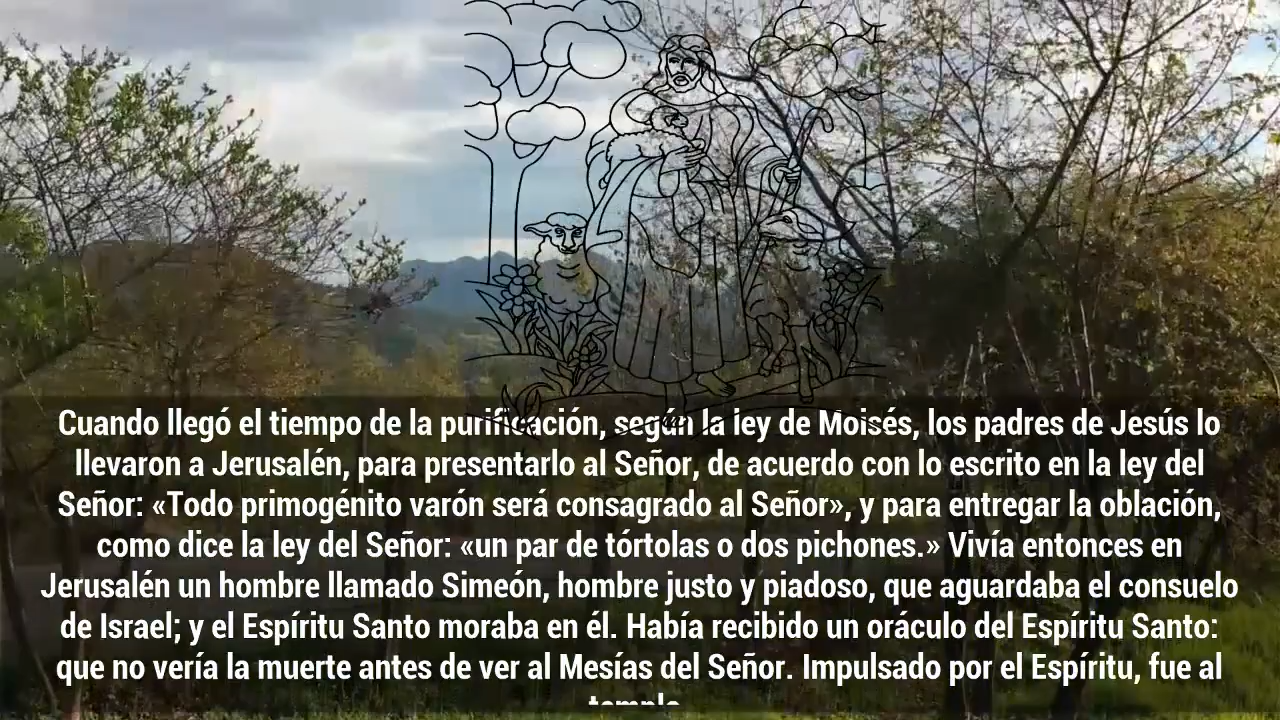 Cuando llegó el tiempo de la purificación, según la ley de Moisés, los padres de Jesús lo
llevaron a Jerusalén, para presentarlo al Señor, de acuerdo con lo escrito en la ley del
Señor: «Todo primogénito varón será consagrado al Señor», y para entregar la oblación,
como dice la ley del Señor: «un par de tórtolas o dos pichones.» Vivía entonces en
Jerusalén un hombre llamado Simeón, hombre justo y piadoso, que aguardaba el consuelo
de Israel; y el Espíritu Santo moraba en él. Había recibido un oráculo del Espíritu Santo:
que no vería la muerte antes de ver al Mesías del Señor. Impulsado por el Espíritu, fue al